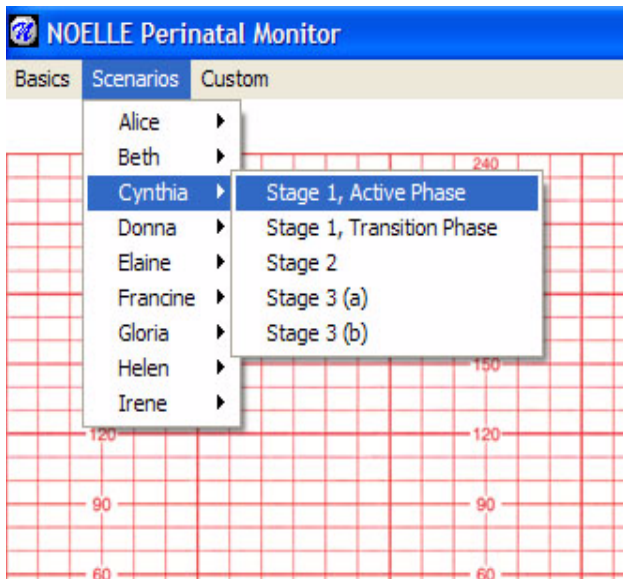 NOELLE Perinatal Monitor
Basics Scenarios Custom
Alice
Beth
240
Cynthia Stage 1, Active Phase
Donna Stage 1, Transition Phase
Elaine Stage 2
Francine Stage 3 (a)
Gloria Stage 3 (b)
Helen
150
Irene
120 120
90 90
60 60